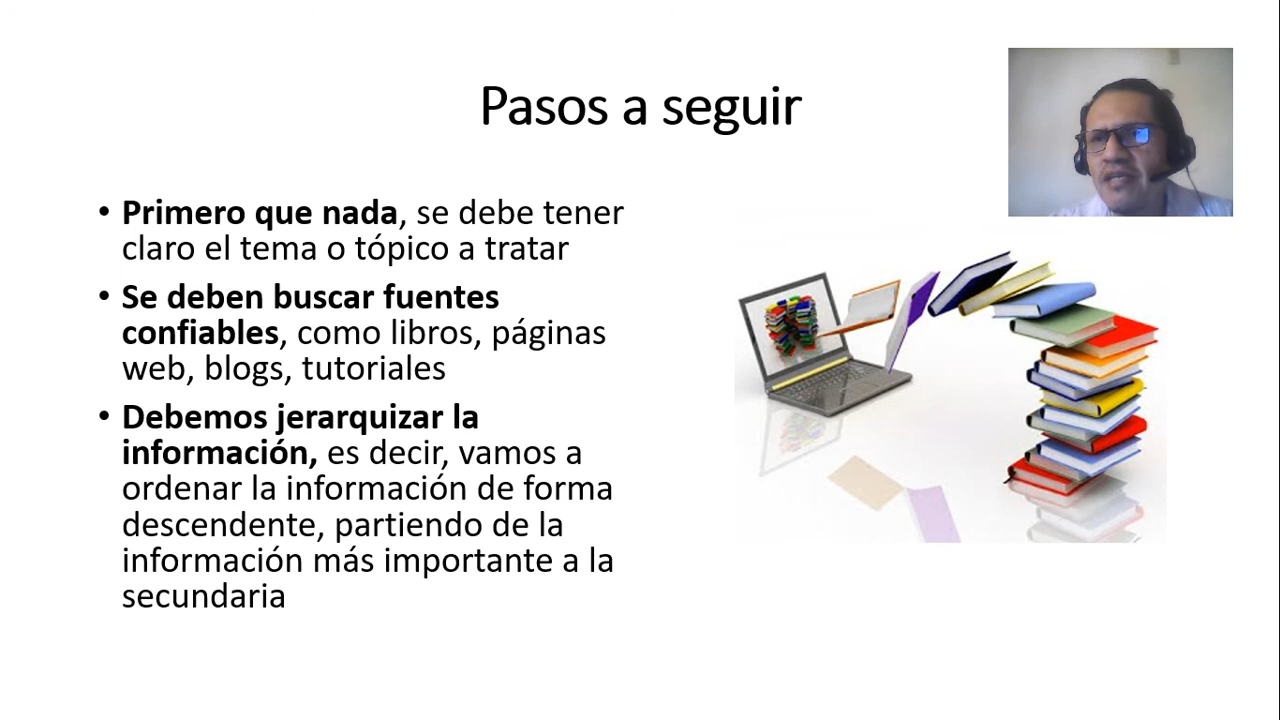 Pasos a seguir
• Primero que nada, se debe tener
claro el tema o tópico a tratar
• Se deben buscar fuentes
confiables, como libros, páginas
web, blogs, tutoriales
• Debemos jerarquizar la
información, es decir, vamos a
ordenar la información de forma
descendente, partiendo de la
información más importante a la
secundaria